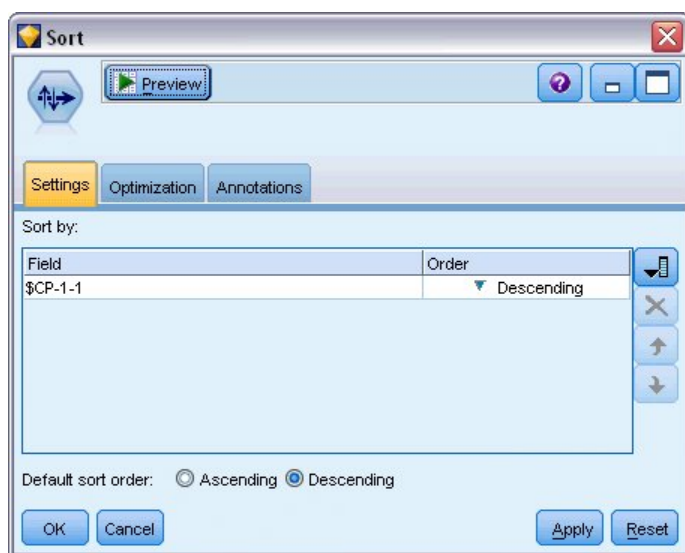 Sort
Preview
Settings Optimization Annotations
Sort by:
Field Order
$CP-1-1 Descending
Default sort order: Ascending Descending
OK Cancel Apply Reset